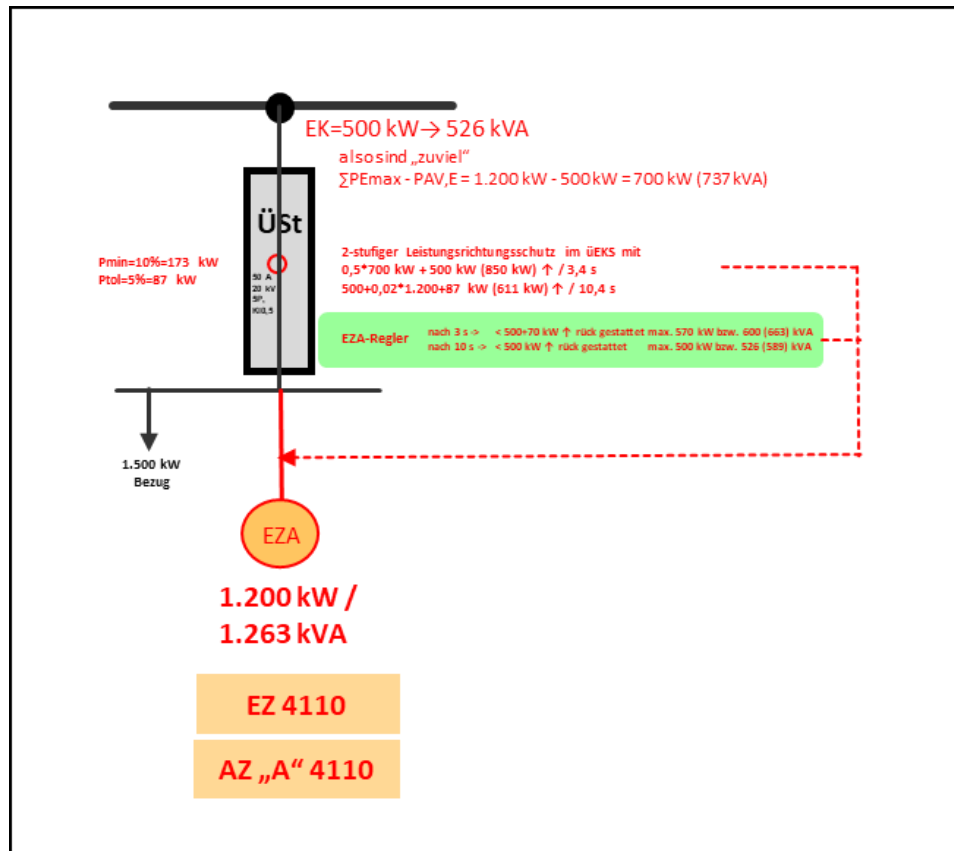 EK=500 kW→ 526 kVA
also sind „zuviel“
∑PEmax - PAV,E = 1.200 kW - 500 kW = 700 kW (737 kVA)
ÜSt
Pmin=10%=173 kW
Ptol=5%=87 kW
50 A
20 kV
5P,
Kl0,5
2-stufiger Leistungsrichtungsschutz im üEKS mit
0,5*700 kW + 500 kW (850 kW) ↑ / 3,4 s
500+0,02*1.200+87 kW (611 kW) ↑ / 10,4 s
EZA-Regler
nach 3 s -> < 500+70 kW ↑ rück gestattet max. 570 kW bzw. 600 (663) kVA
nach 10 s -> < 500 kW ↑ rück gestattet max. 500 kW bzw. 526 (589) kVA
1.500 kW
Bezug
EZA
1.200 kW /
1.263 kVA
EZ 4110
AZ „A“ 4110